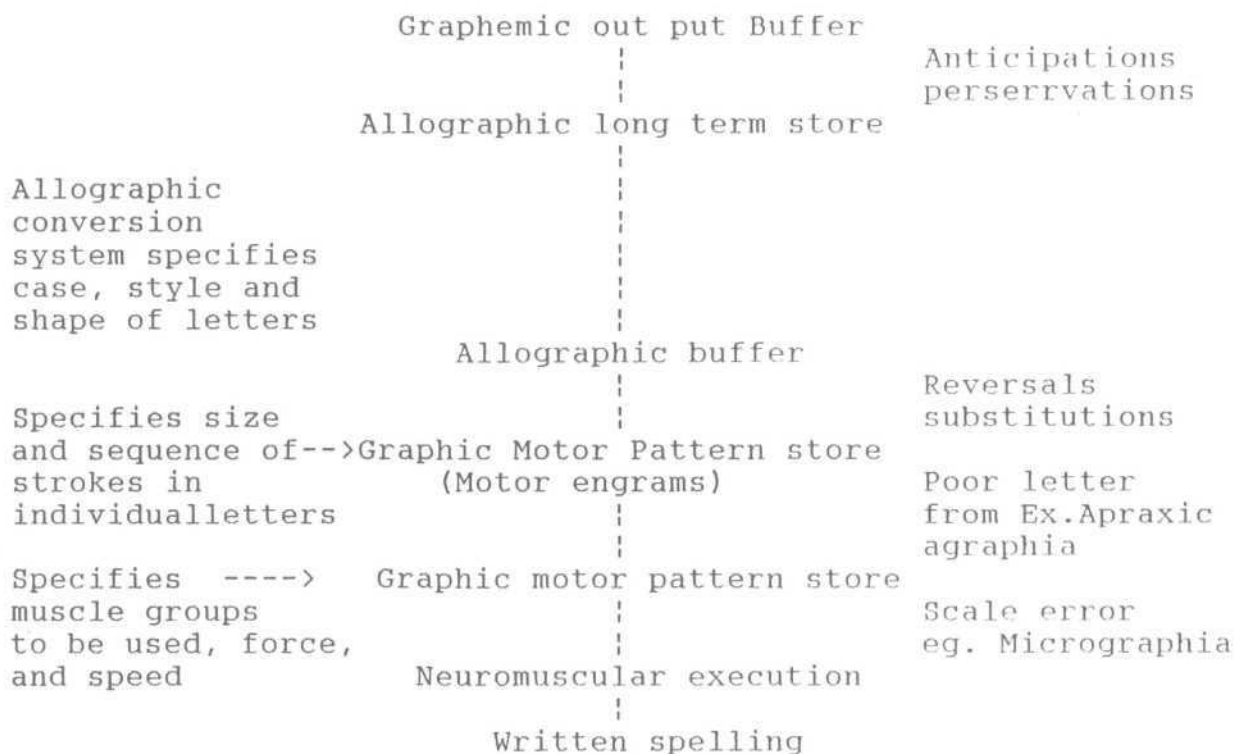 Graphemic out put Buffer
Anticipations
perserrvations
Allographic long term store
Allographic
conversion
system specifies
case, style and
shape of letters
Allographic buffer
Reversals
substitutions
Specifies size
and sequence of-->Graphic Motor Pattern store
strokes in (Motor engrams)
individualletters
Poor letter
from Ex.Apraxic
agraphia
Specifies ----> Graphic motor pattern store
muscle groups
to be used, force,
and speed
Scale error
eg. Micrographia
Neuromuscular execution
Written spelling